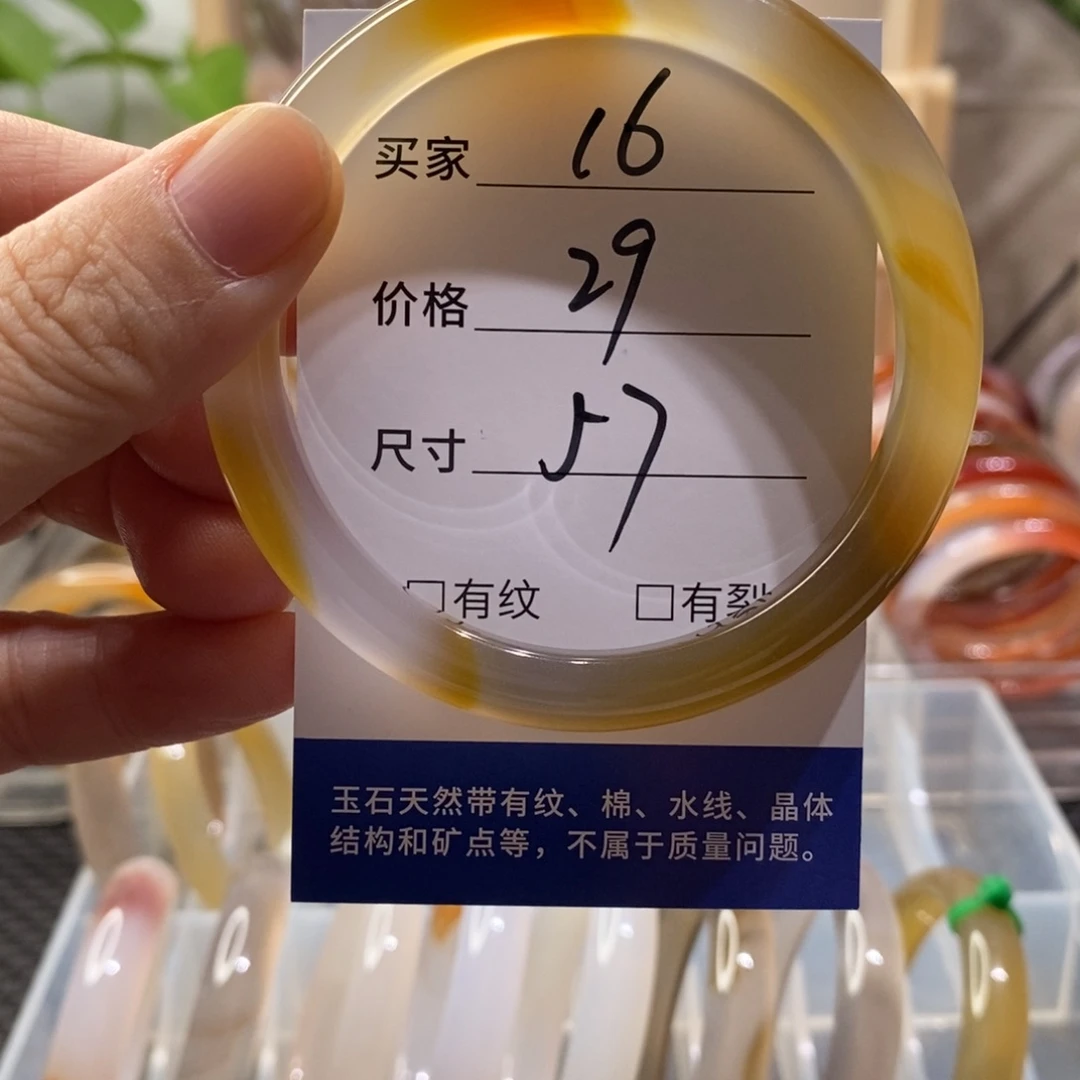 买家 16
价格 29
尺寸 57
□有纹 □有裂
玉石天然带有纹、棉、水线、晶体
结构和矿点等，不属于质量问题。